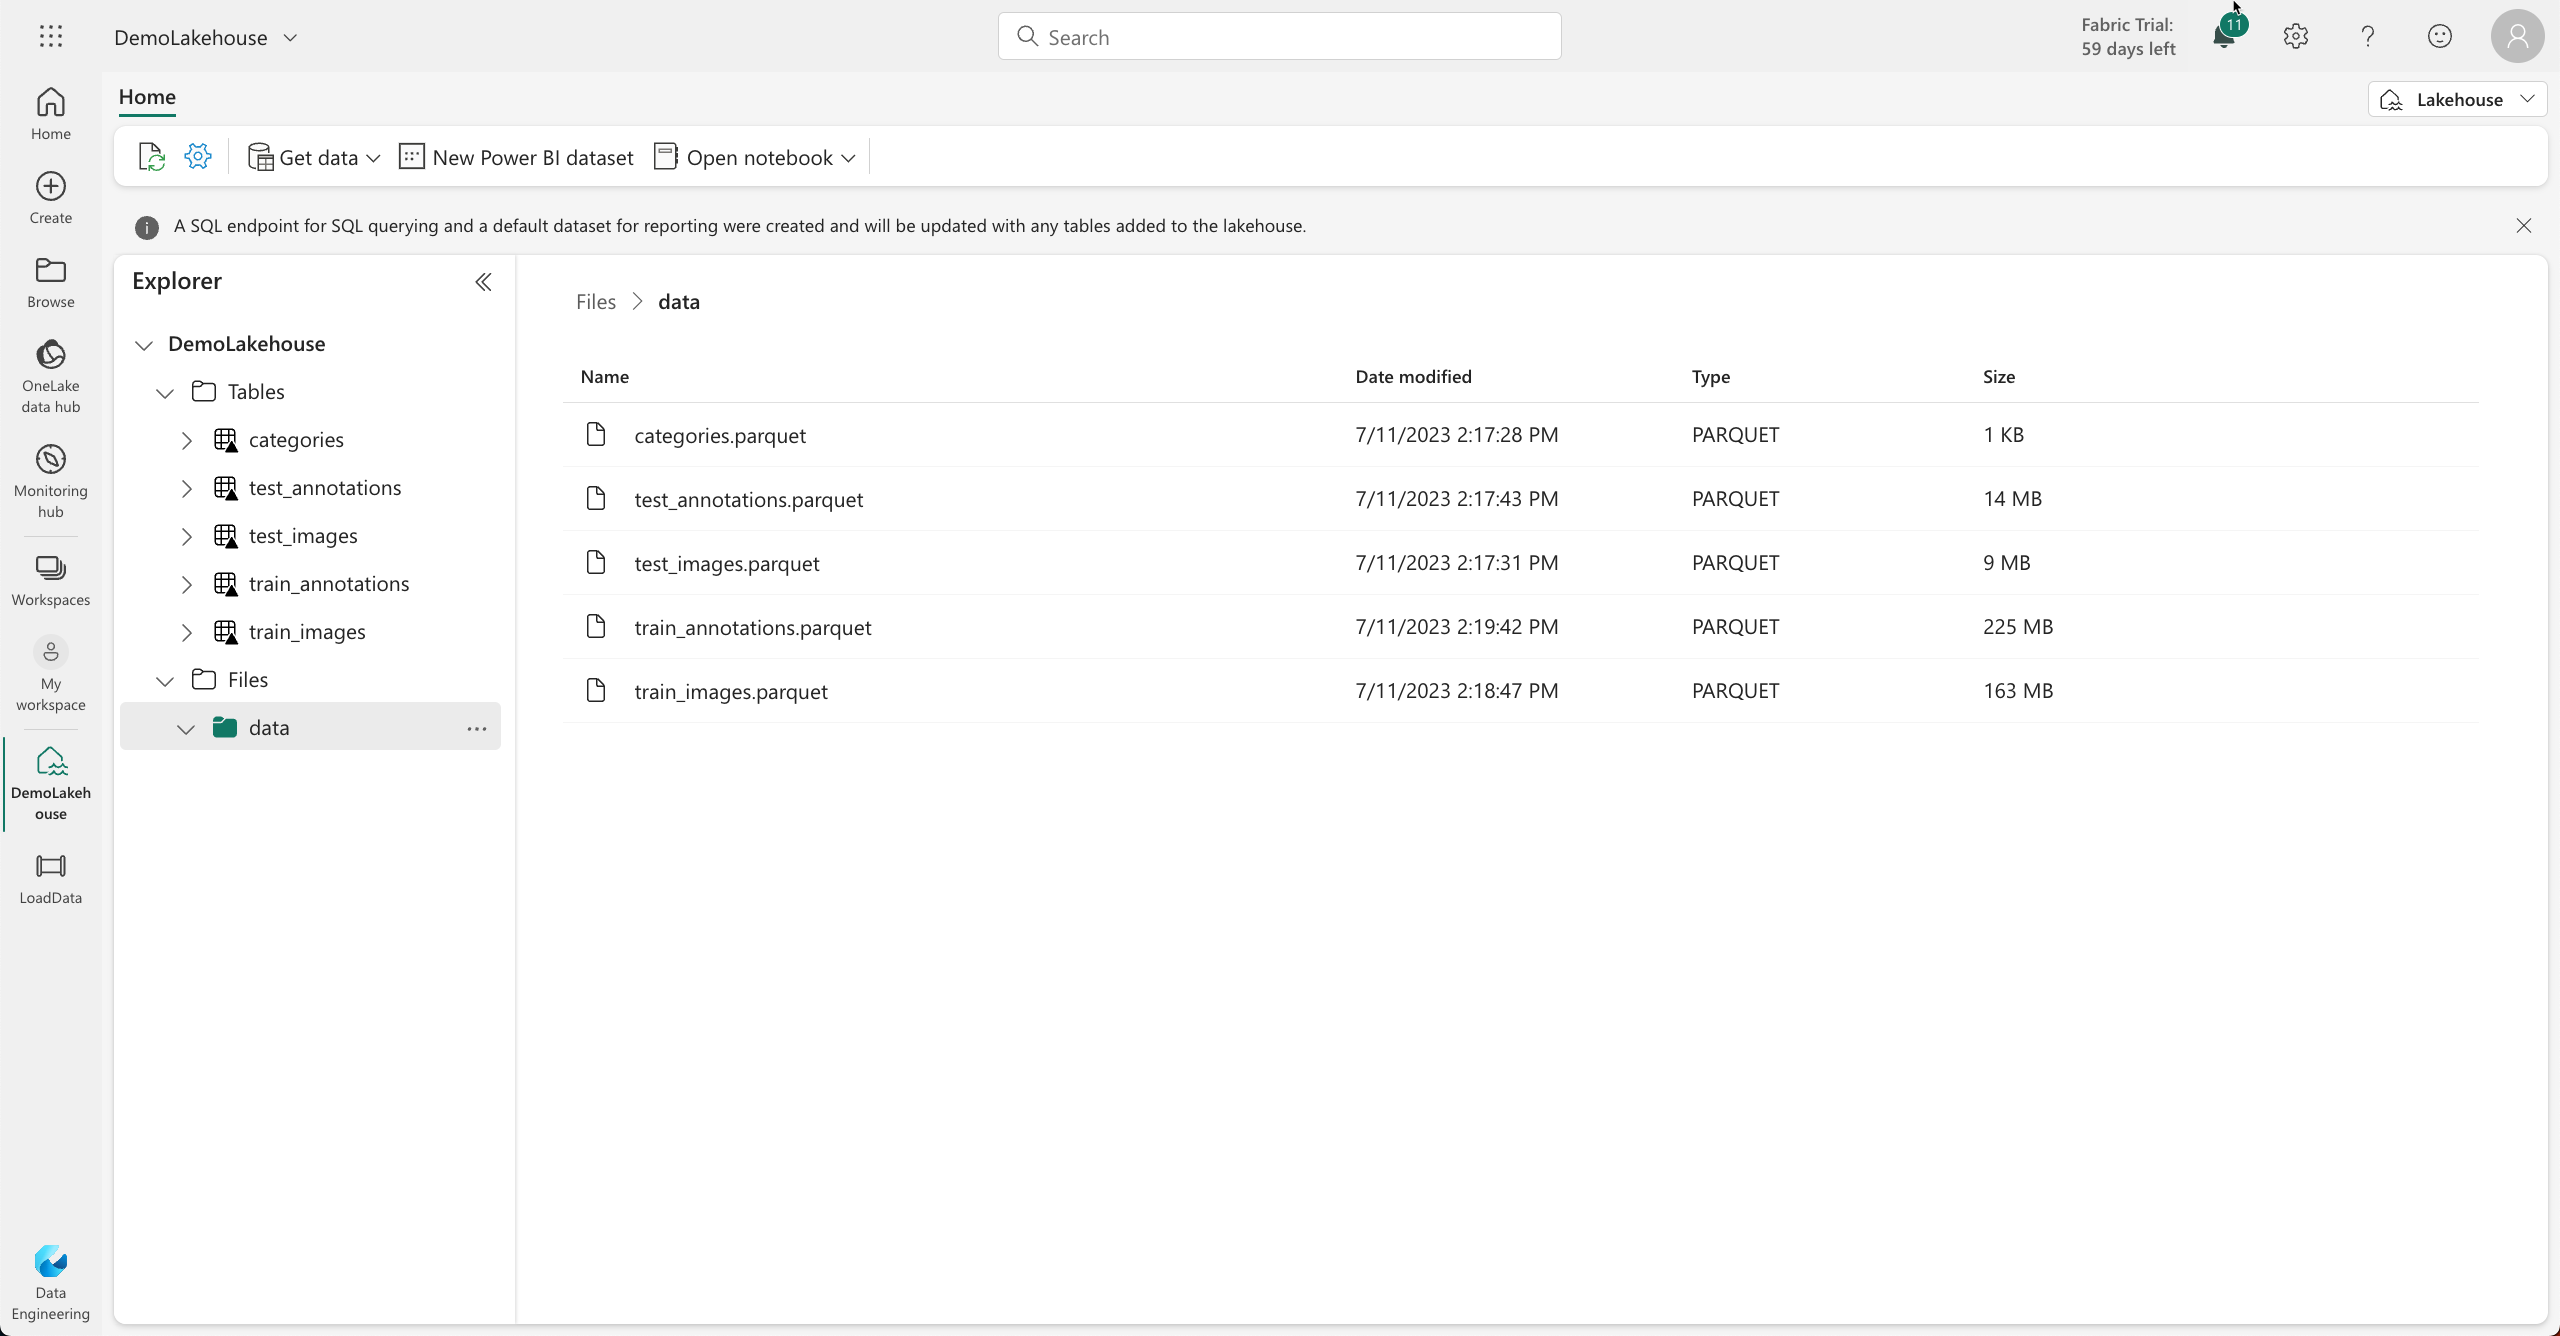 DemoLakehouse
Search
Fabric Trial:
59 days left
11
Home
Create
Browse
OneLake
data hub
Monitoring
hub
Workspaces
My
workspace
DemoLakeh
ouse
LoadData
Data
Engineering
Home
Lakehouse
Get data
New Power BI dataset
Open notebook
A SQL endpoint for SQL querying and a default dataset for reporting were created and will be updated with any tables added to the lakehouse.
Explorer
DemoLakehouse
Tables
categories
test_annotations
test_images
train_annotations
train_images
Files
data
Files data
Name Date modified Type Size
categories.parquet 7/11/2023 2:17:28 PM PARQUET 1 KB
test_annotations.parquet 7/11/2023 2:17:43 PM PARQUET 14 MB
test_images.parquet 7/11/2023 2:17:31 PM PARQUET 9 MB
train_annotations.parquet 7/11/2023 2:19:42 PM PARQUET 225 MB
train_images.parquet 7/11/2023 2:18:47 PM PARQUET 163 MB